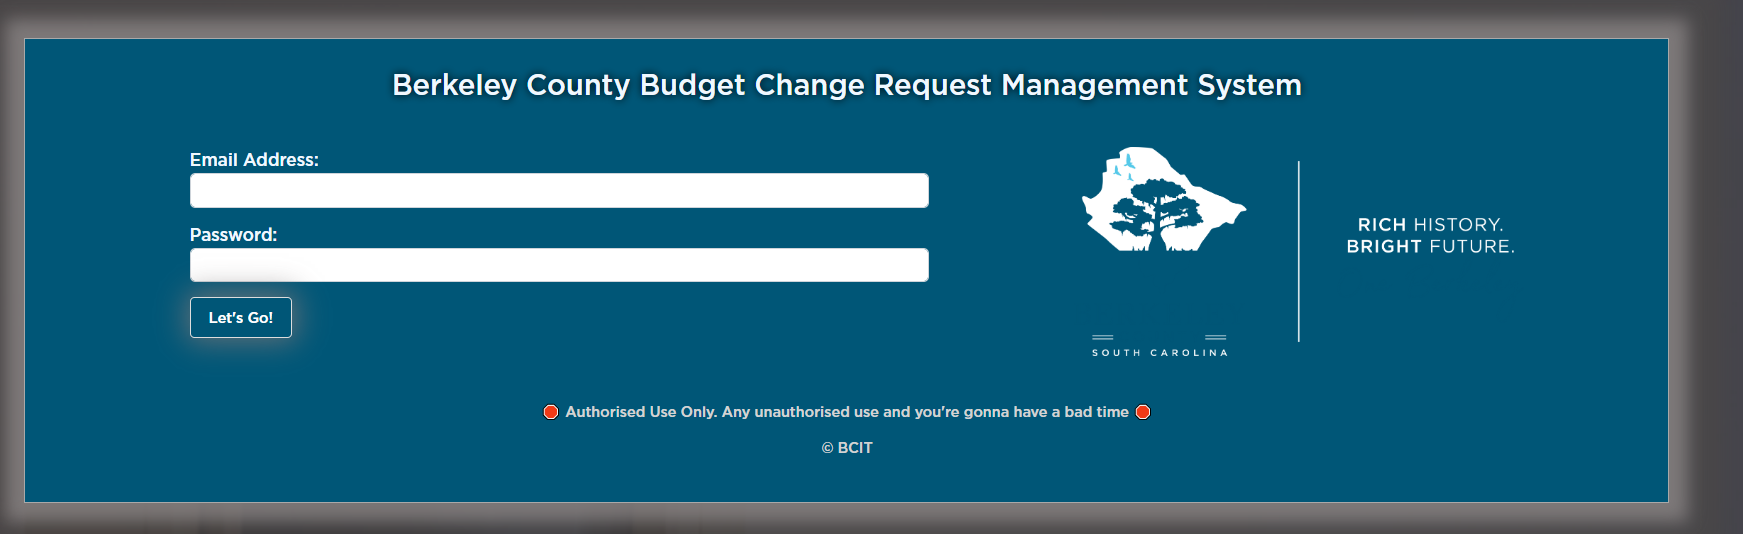 Berkeley County Budget Change Request Management System
Email Address:
Password:
Let's Go!
RICH HISTORY.
BRIGHT FUTURE.
SOUTH CAROLINA
Authorised Use Only. Any unauthorised use and you're gonna have a bad time
© BCIT